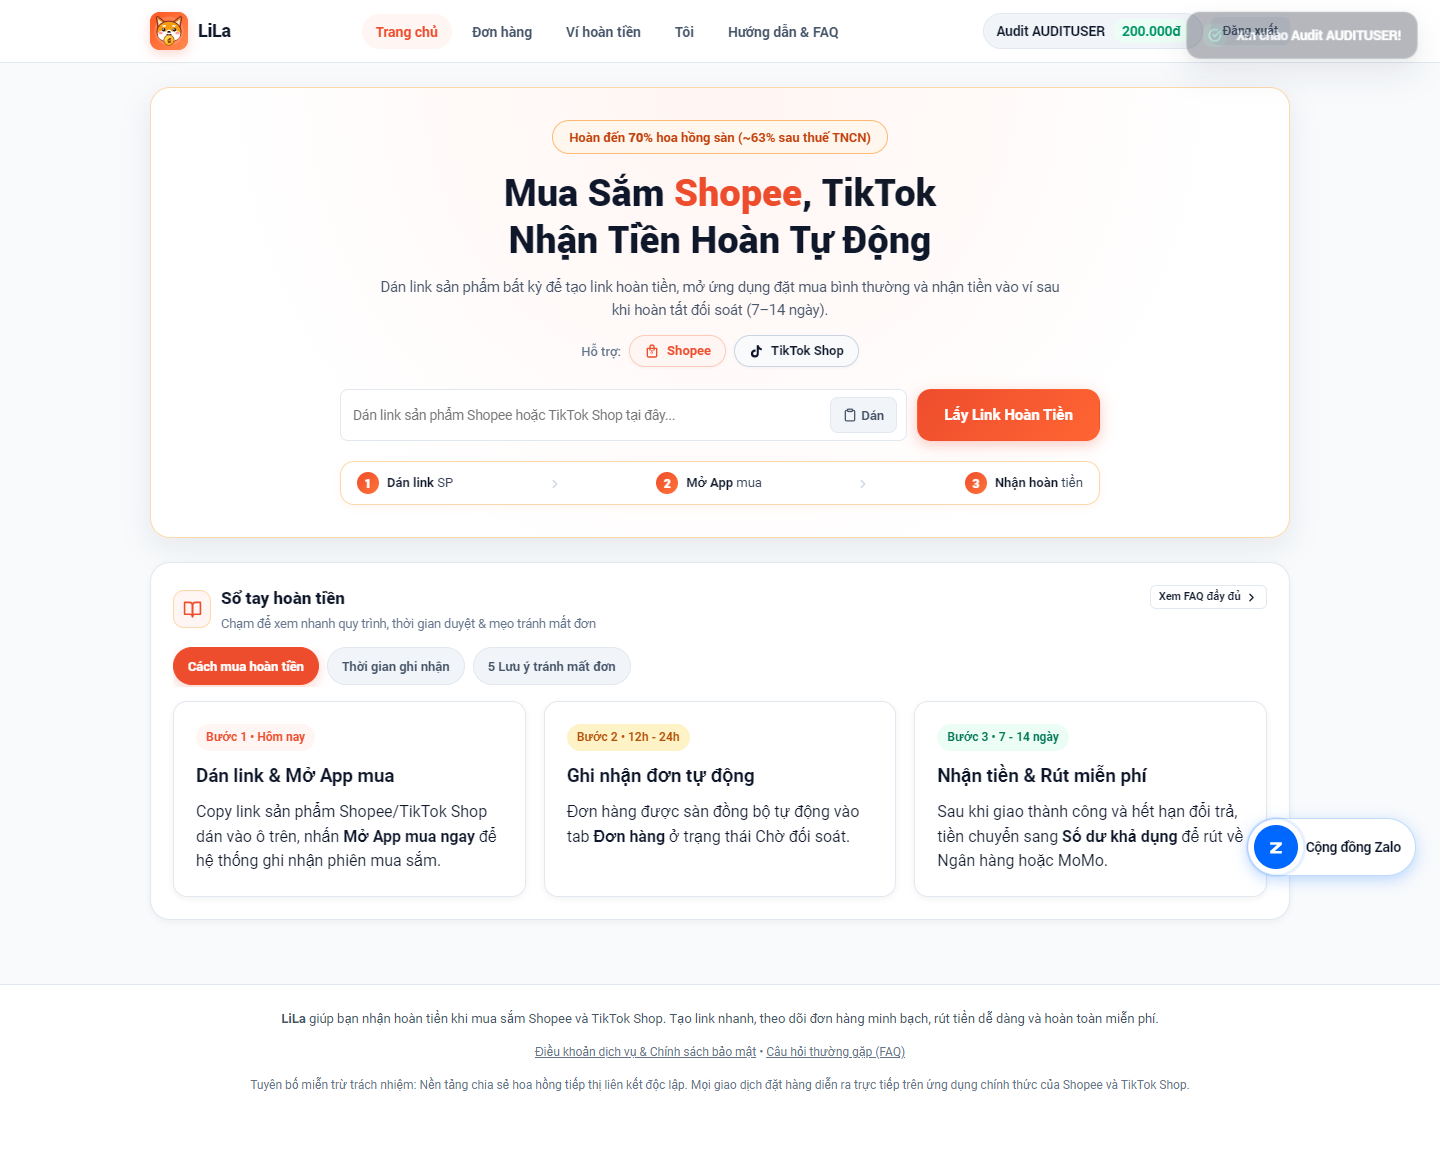 LiLa
Trang chủ
Đơn hàng
Ví hoàn tiền
Tôi
Hướng dẫn & FAQ
Audit AUDITUSER
200.000đ
Đăng xuất
Xin chào Audit AUDITUSER!
Hoàn đến 70% hoa hồng sàn (~63% sau thuế TNCN)
Mua Sắm Shopee, TikTok
Nhận Tiền Hoàn Tự Động
Dán link sản phẩm bất kỳ để tạo link hoàn tiền, mở ứng dụng đặt mua bình thường và nhận tiền vào ví sau
khi hoàn tất đối soát (7–14 ngày).
Hỗ trợ:
Shopee
TikTok Shop
Dán link sản phẩm Shopee hoặc TikTok Shop tại đây...
Dán
Lấy Link Hoàn Tiền
1 Dán link SP
2 Mở App mua
3 Nhận hoàn tiền
Sổ tay hoàn tiền
Chạm để xem nhanh quy trình, thời gian duyệt & mẹo tránh mất đơn
Xem FAQ đầy đủ
Cách mua hoàn tiền
Thời gian ghi nhận
5 Lưu ý tránh mất đơn
Bước 1 • Hôm nay
Dán link & Mở App mua
Copy link sản phẩm Shopee/TikTok Shop
dán vào ô trên, nhấn Mở App mua ngay để
hệ thống ghi nhận phiên mua sắm.
Bước 2 • 12h - 24h
Ghi nhận đơn tự động
Đơn hàng được sàn đồng bộ tự động vào
tab Đơn hàng ở trạng thái Chờ đối soát.
Bước 3 • 7 - 14 ngày
Nhận tiền & Rút miễn phí
Sau khi giao thành công và hết hạn đổi trả,
tiền chuyển sang Số dư khả dụng để rút về
Ngân hàng hoặc MoMo.
Z
Cộng đồng Zalo
LiLa giúp bạn nhận hoàn tiền khi mua sắm Shopee và TikTok Shop. Tạo link nhanh, theo dõi đơn hàng minh bạch, rút tiền dễ dàng và hoàn toàn miễn phí.
Điều khoản dịch vụ & Chính sách bảo mật • Câu hỏi thường gặp (FAQ)
Tuyên bố miễn trừ trách nhiệm: Nền tảng chia sẻ hoa hồng tiếp thị liên kết độc lập. Mọi giao dịch đặt hàng diễn ra trực tiếp trên ứng dụng chính thức của Shopee và TikTok Shop.